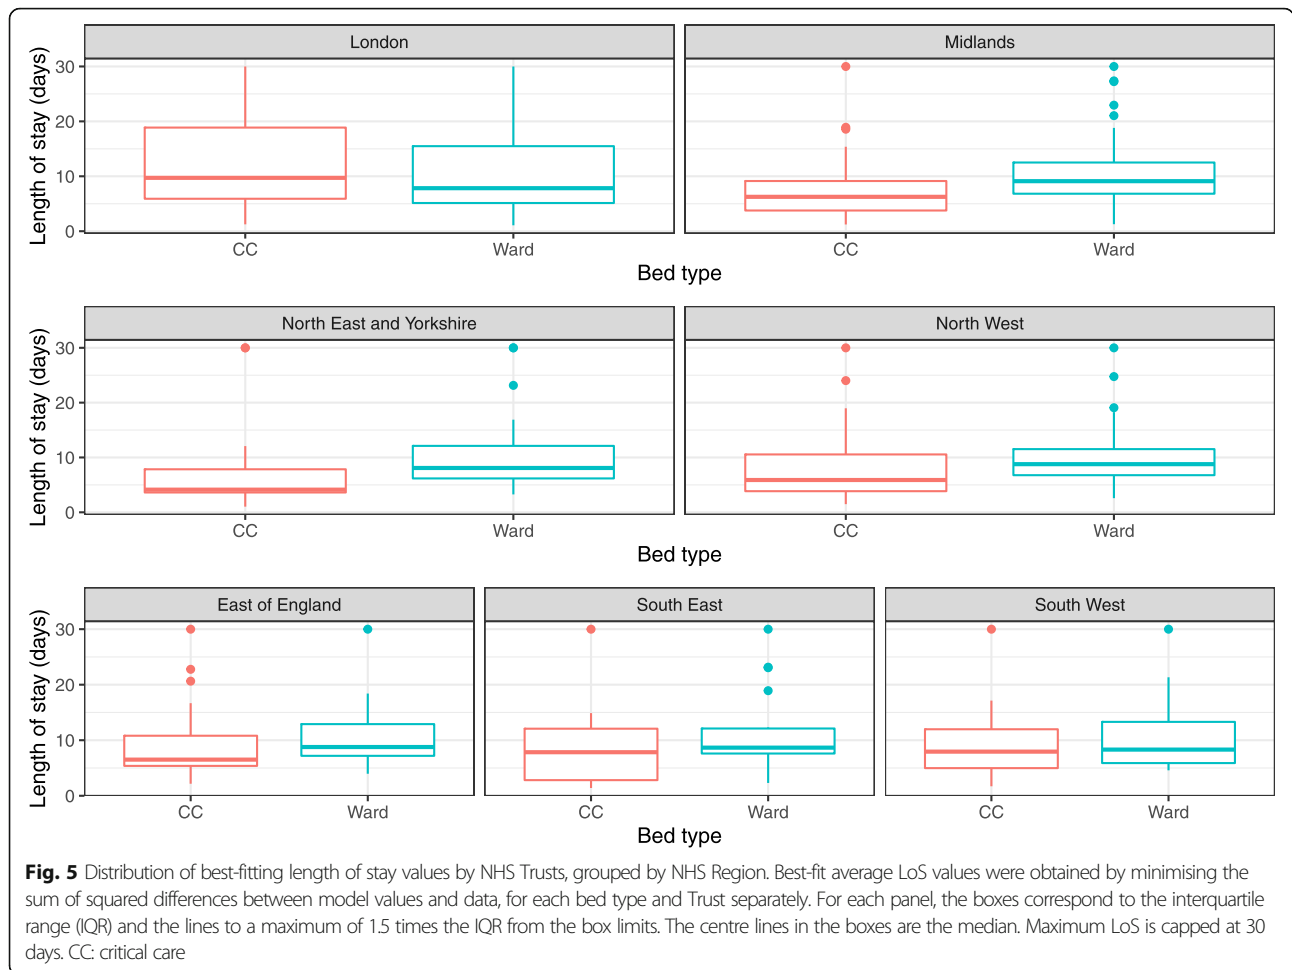 London
Midlands
Length of stay (days)
30
20
10
0
CC
Ward
CC
Ward
Bed type
North East and Yorkshire
North West
Length of stay (days)
30
20
10
0
CC
Ward
CC
Ward
Bed type
East of England
South East
South West
Length of stay (days)
30
20
10
0
CC
Ward
CC
Ward
CC
Ward
Bed type
Fig. 5 Distribution of best-fitting length of stay values by NHS Trusts, grouped by NHS Region. Best-fit average LoS values were obtained by minimising the
sum of squared differences between model values and data, for each bed type and Trust separately. For each panel, the boxes correspond to the interquartile
range (IQR) and the lines to a maximum of 1.5 times the IQR from the box limits. The centre lines in the boxes are the median. Maximum LoS is capped at 30
days. CC: critical care